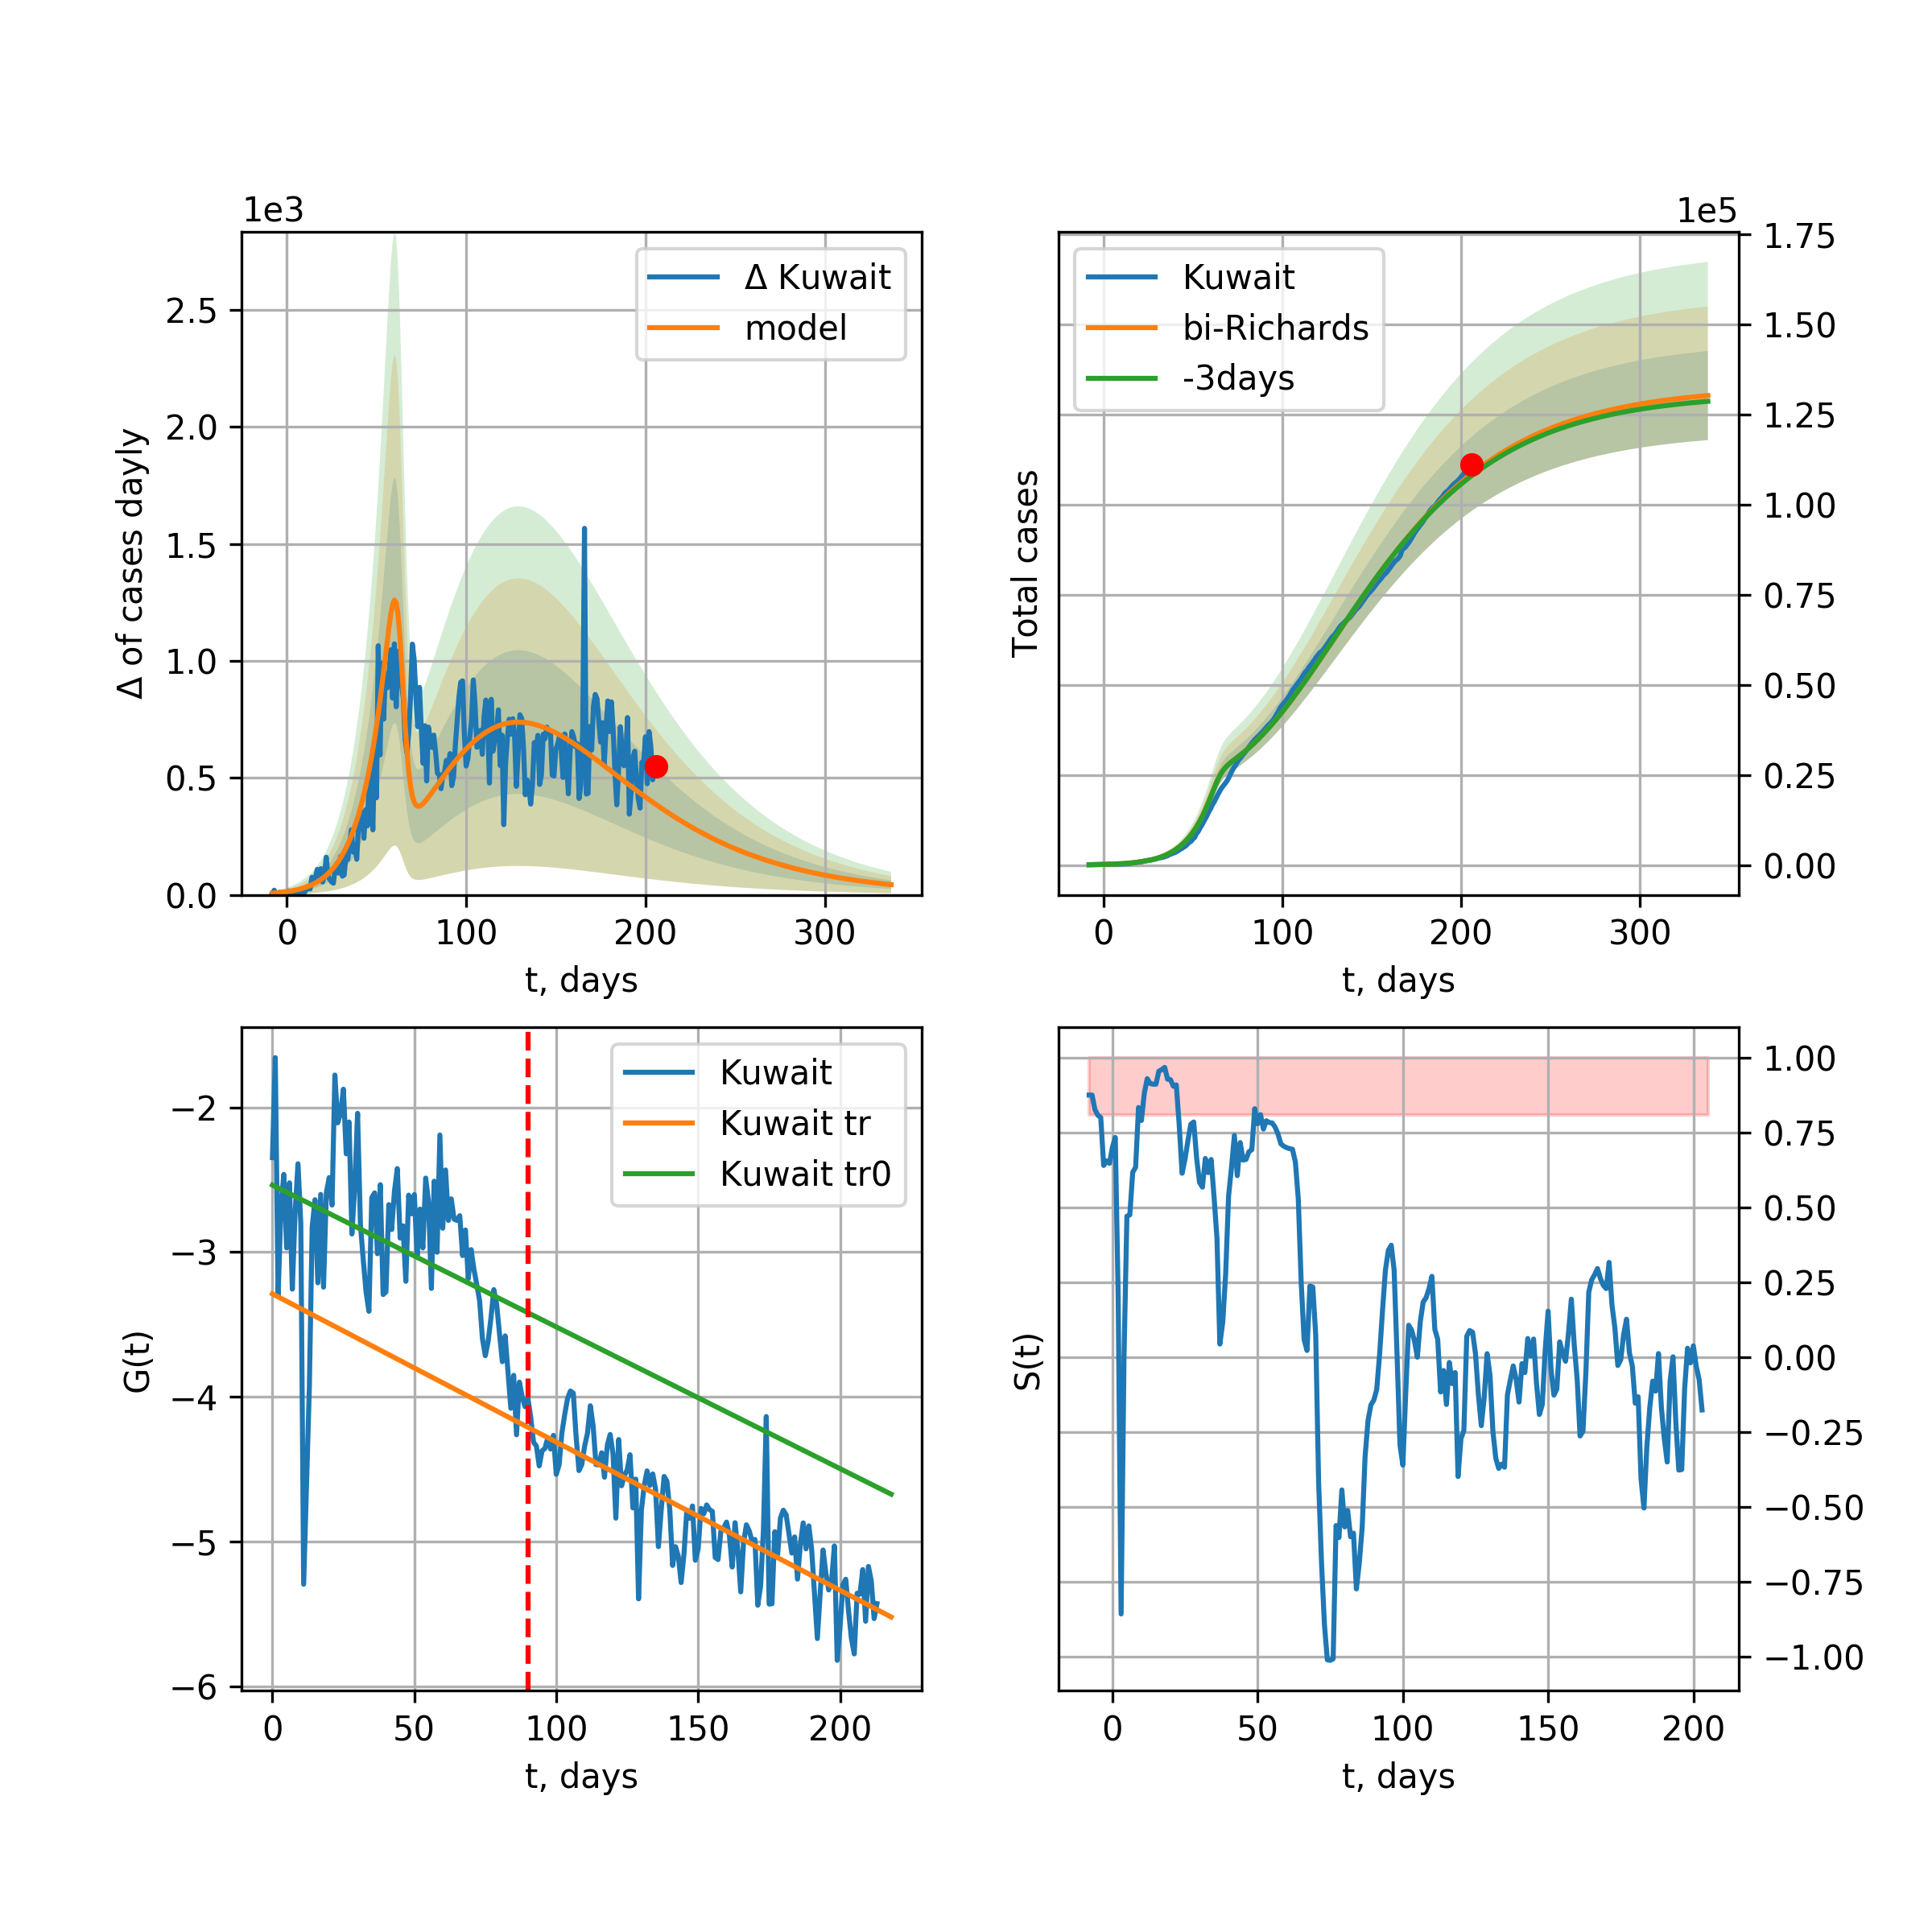 1e3
Δ of cases dayly
2.5
2.0
1.5
1.0
0.5
0.0
Δ Kuwait
model
0 100 200 300
t, days
1e5
Total cases
Kuwait
bi-Richards
-3days
1.75
1.50
1.25
1.00
0.75
0.50
0.25
0.00
0 100 200 300
t, days
G(t)
−2
−3
−4
−5
−6
Kuwait
Kuwait tr
Kuwait tr0
0 50 100 150 200
t, days
S(t)
1.00
0.75
0.50
0.25
0.00
−0.25
−0.50
−0.75
−1.00
0 50 100 150 200
t, days